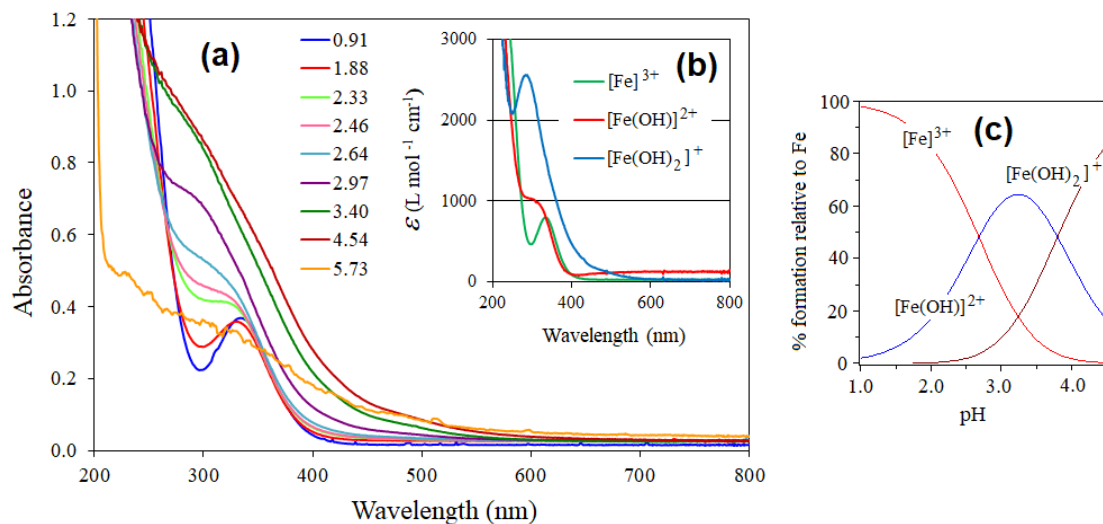 (a)
0.91
1.88
2.33
2.46
2.64
2.97
3.40
4.54
5.73
1.2
1.0
0.8
0.6
0.4
0.2
0.0
Absorbance
200 300 400 500 600 700 800
Wavelength (nm)
(b)
[Fe]3+
[Fe(OH)]2+
[Fe(OH)2]+
3000
2000
1000
0
ε (L mol -1 cm-1)
200 400 600 800
Wavelength (nm)
(c)
100
80
60
40
20
0
% formation relative to Fe
[Fe]3+
[Fe(OH)2]+
[Fe(OH)]2+
1.0 2.0 3.0 4.0
pH